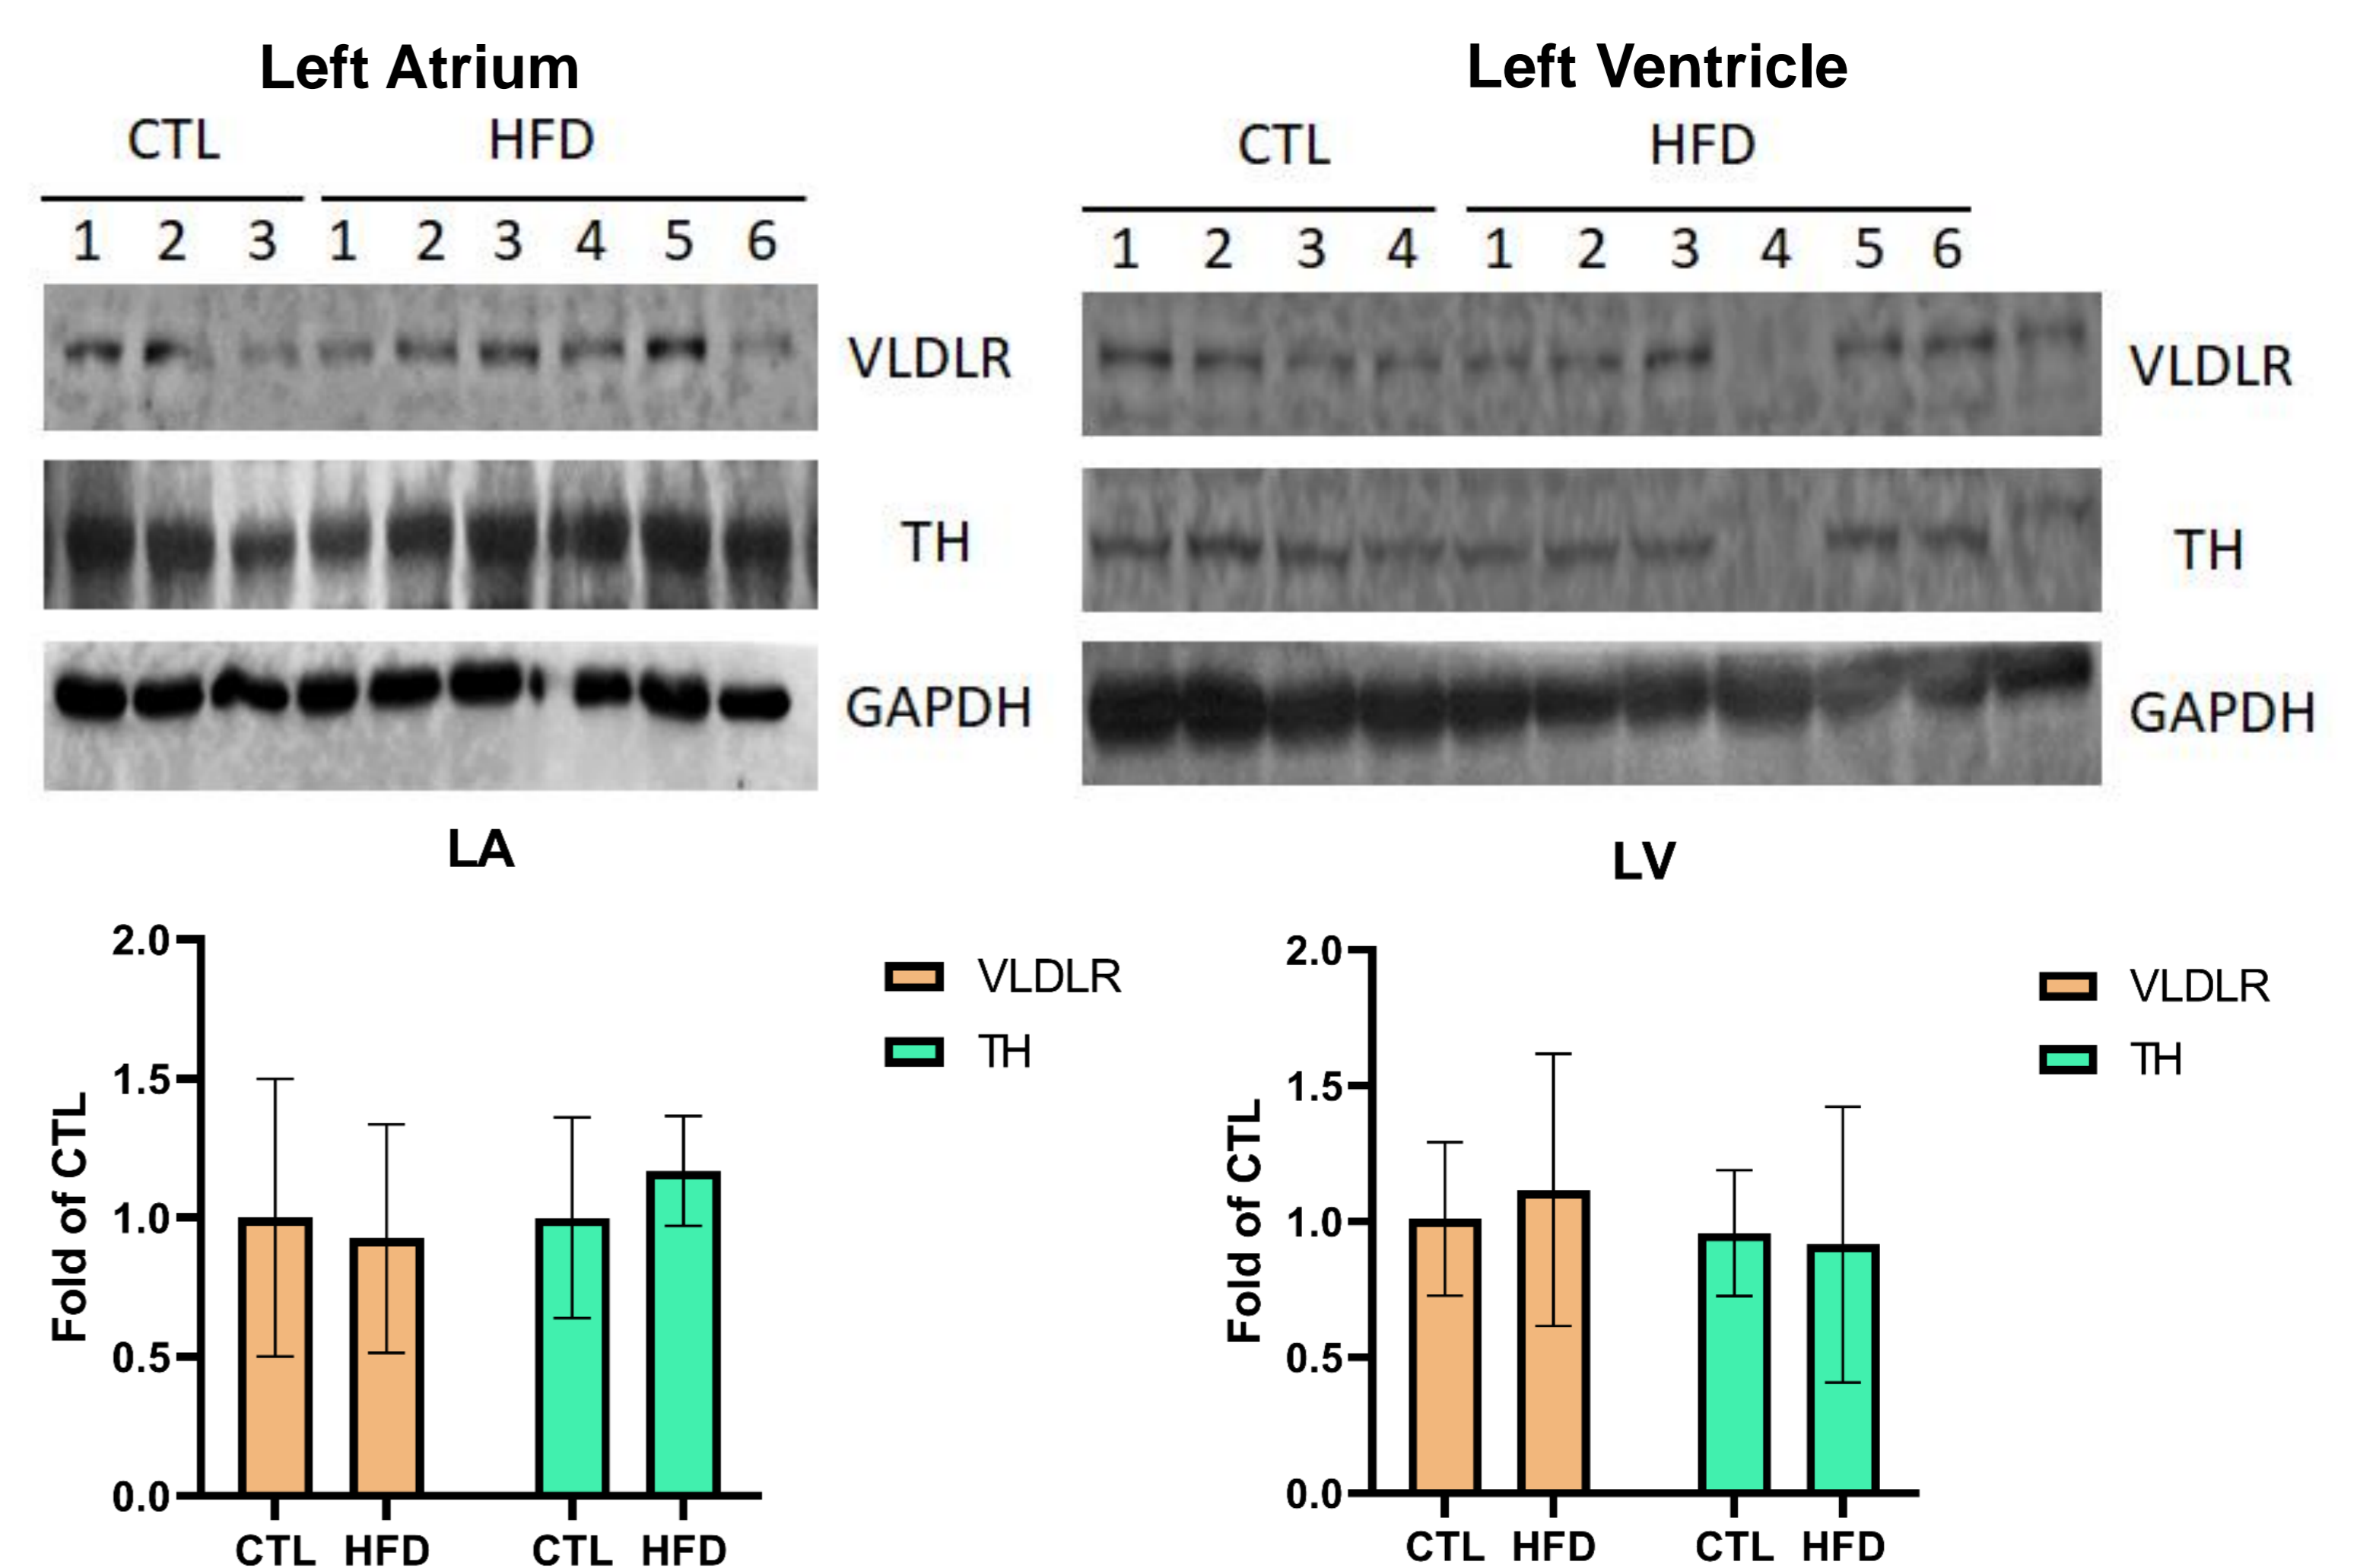 Left Atrium
CTL HFD
1 2 3 1 2 3 4 5 6
VLDLR
TH
GAPDH
Left Ventricle
CTL HFD
1 2 3 4 1 2 3 4 5 6
VLDLR
TH
GAPDH
LA
2.0
1.5
1.0
0.5
0.0
Fold of CTL
CTL HFD CTL HFD
VLDLR
TH
LV
2.0
1.5
1.0
0.5
0.0
Fold of CTL
CTL HFD CTL HFD
VLDLR
TH